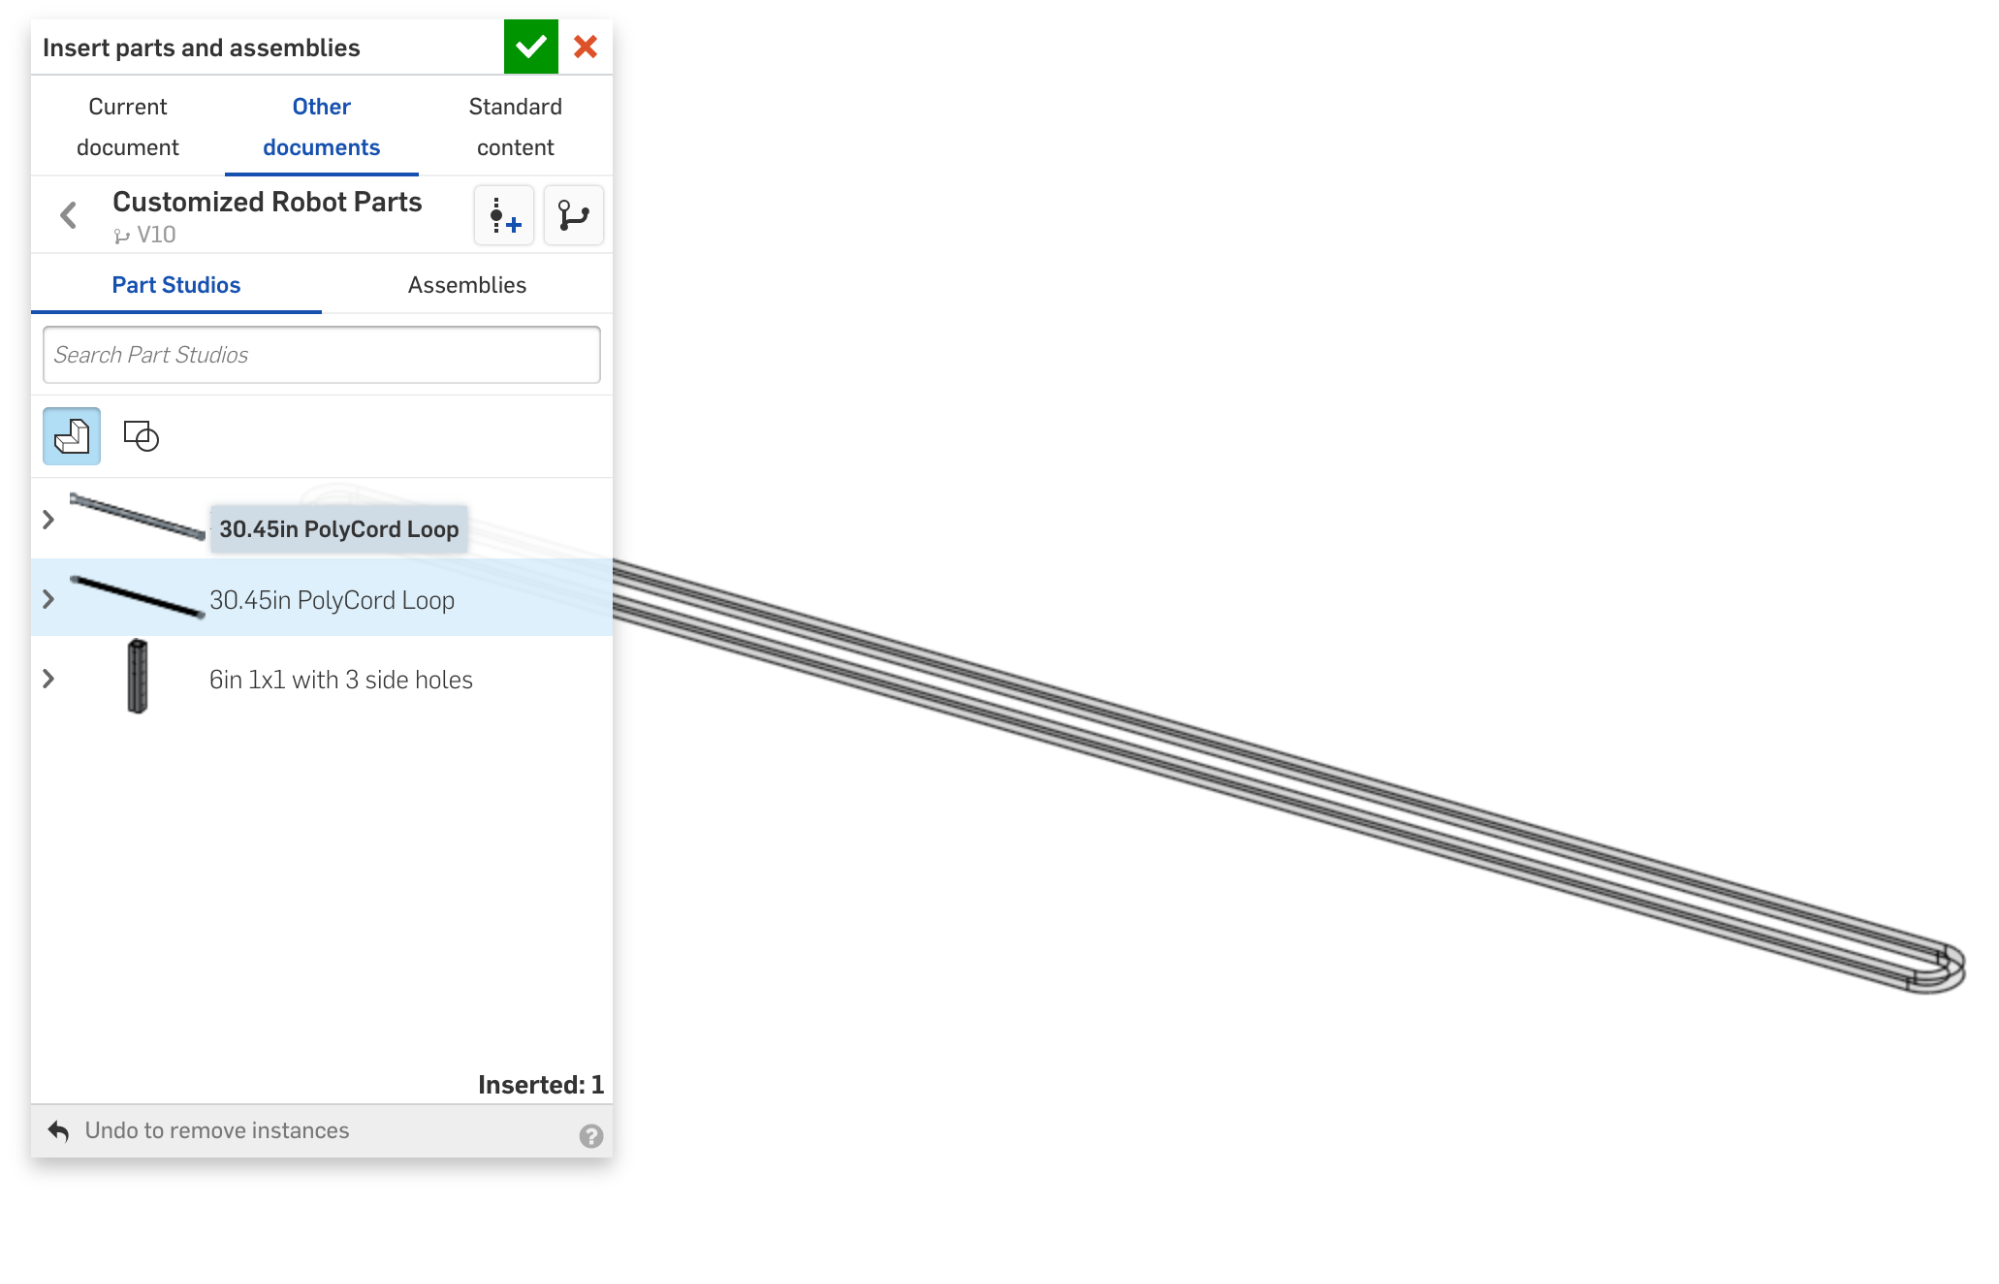 Insert parts and assemblies
Current document
Other documents
Standard content
Customized Robot Parts
V10
Part Studios
Assemblies
Search Part Studios
30.45in PolyCord Loop
30.45in PolyCord Loop
6in 1x1 with 3 side holes
Inserted: 1
Undo to remove instances
?